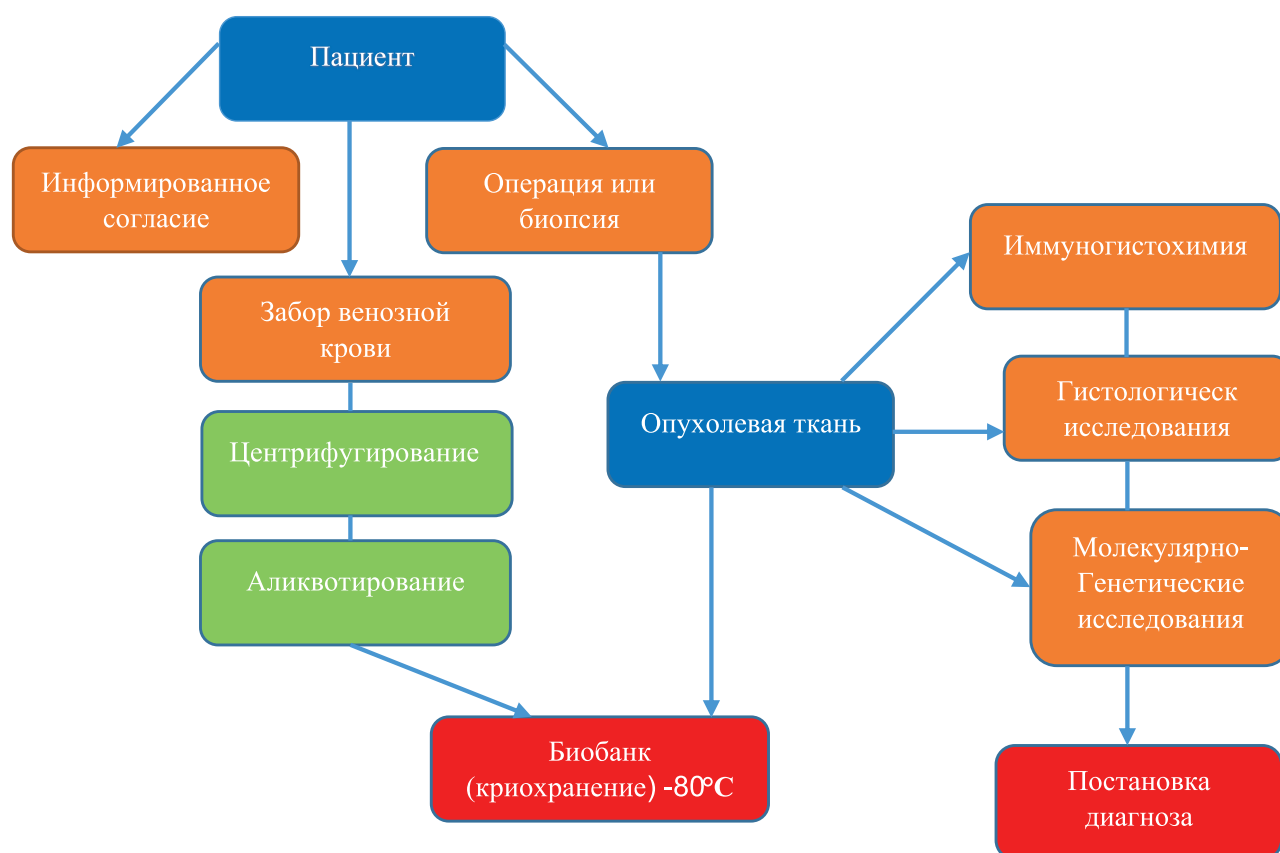 Пациент
Информированное
согласие
Операция или
биопсия
Забор венозной
крови
Центрифугирование
Аликвотирование
Опухолевая ткань
Иммуногистохимия
Гистологическ
исследования
Молекулярно-
Генетические
исследования
Биобанк
(криохранение) -80°C
Постановка
диагноза